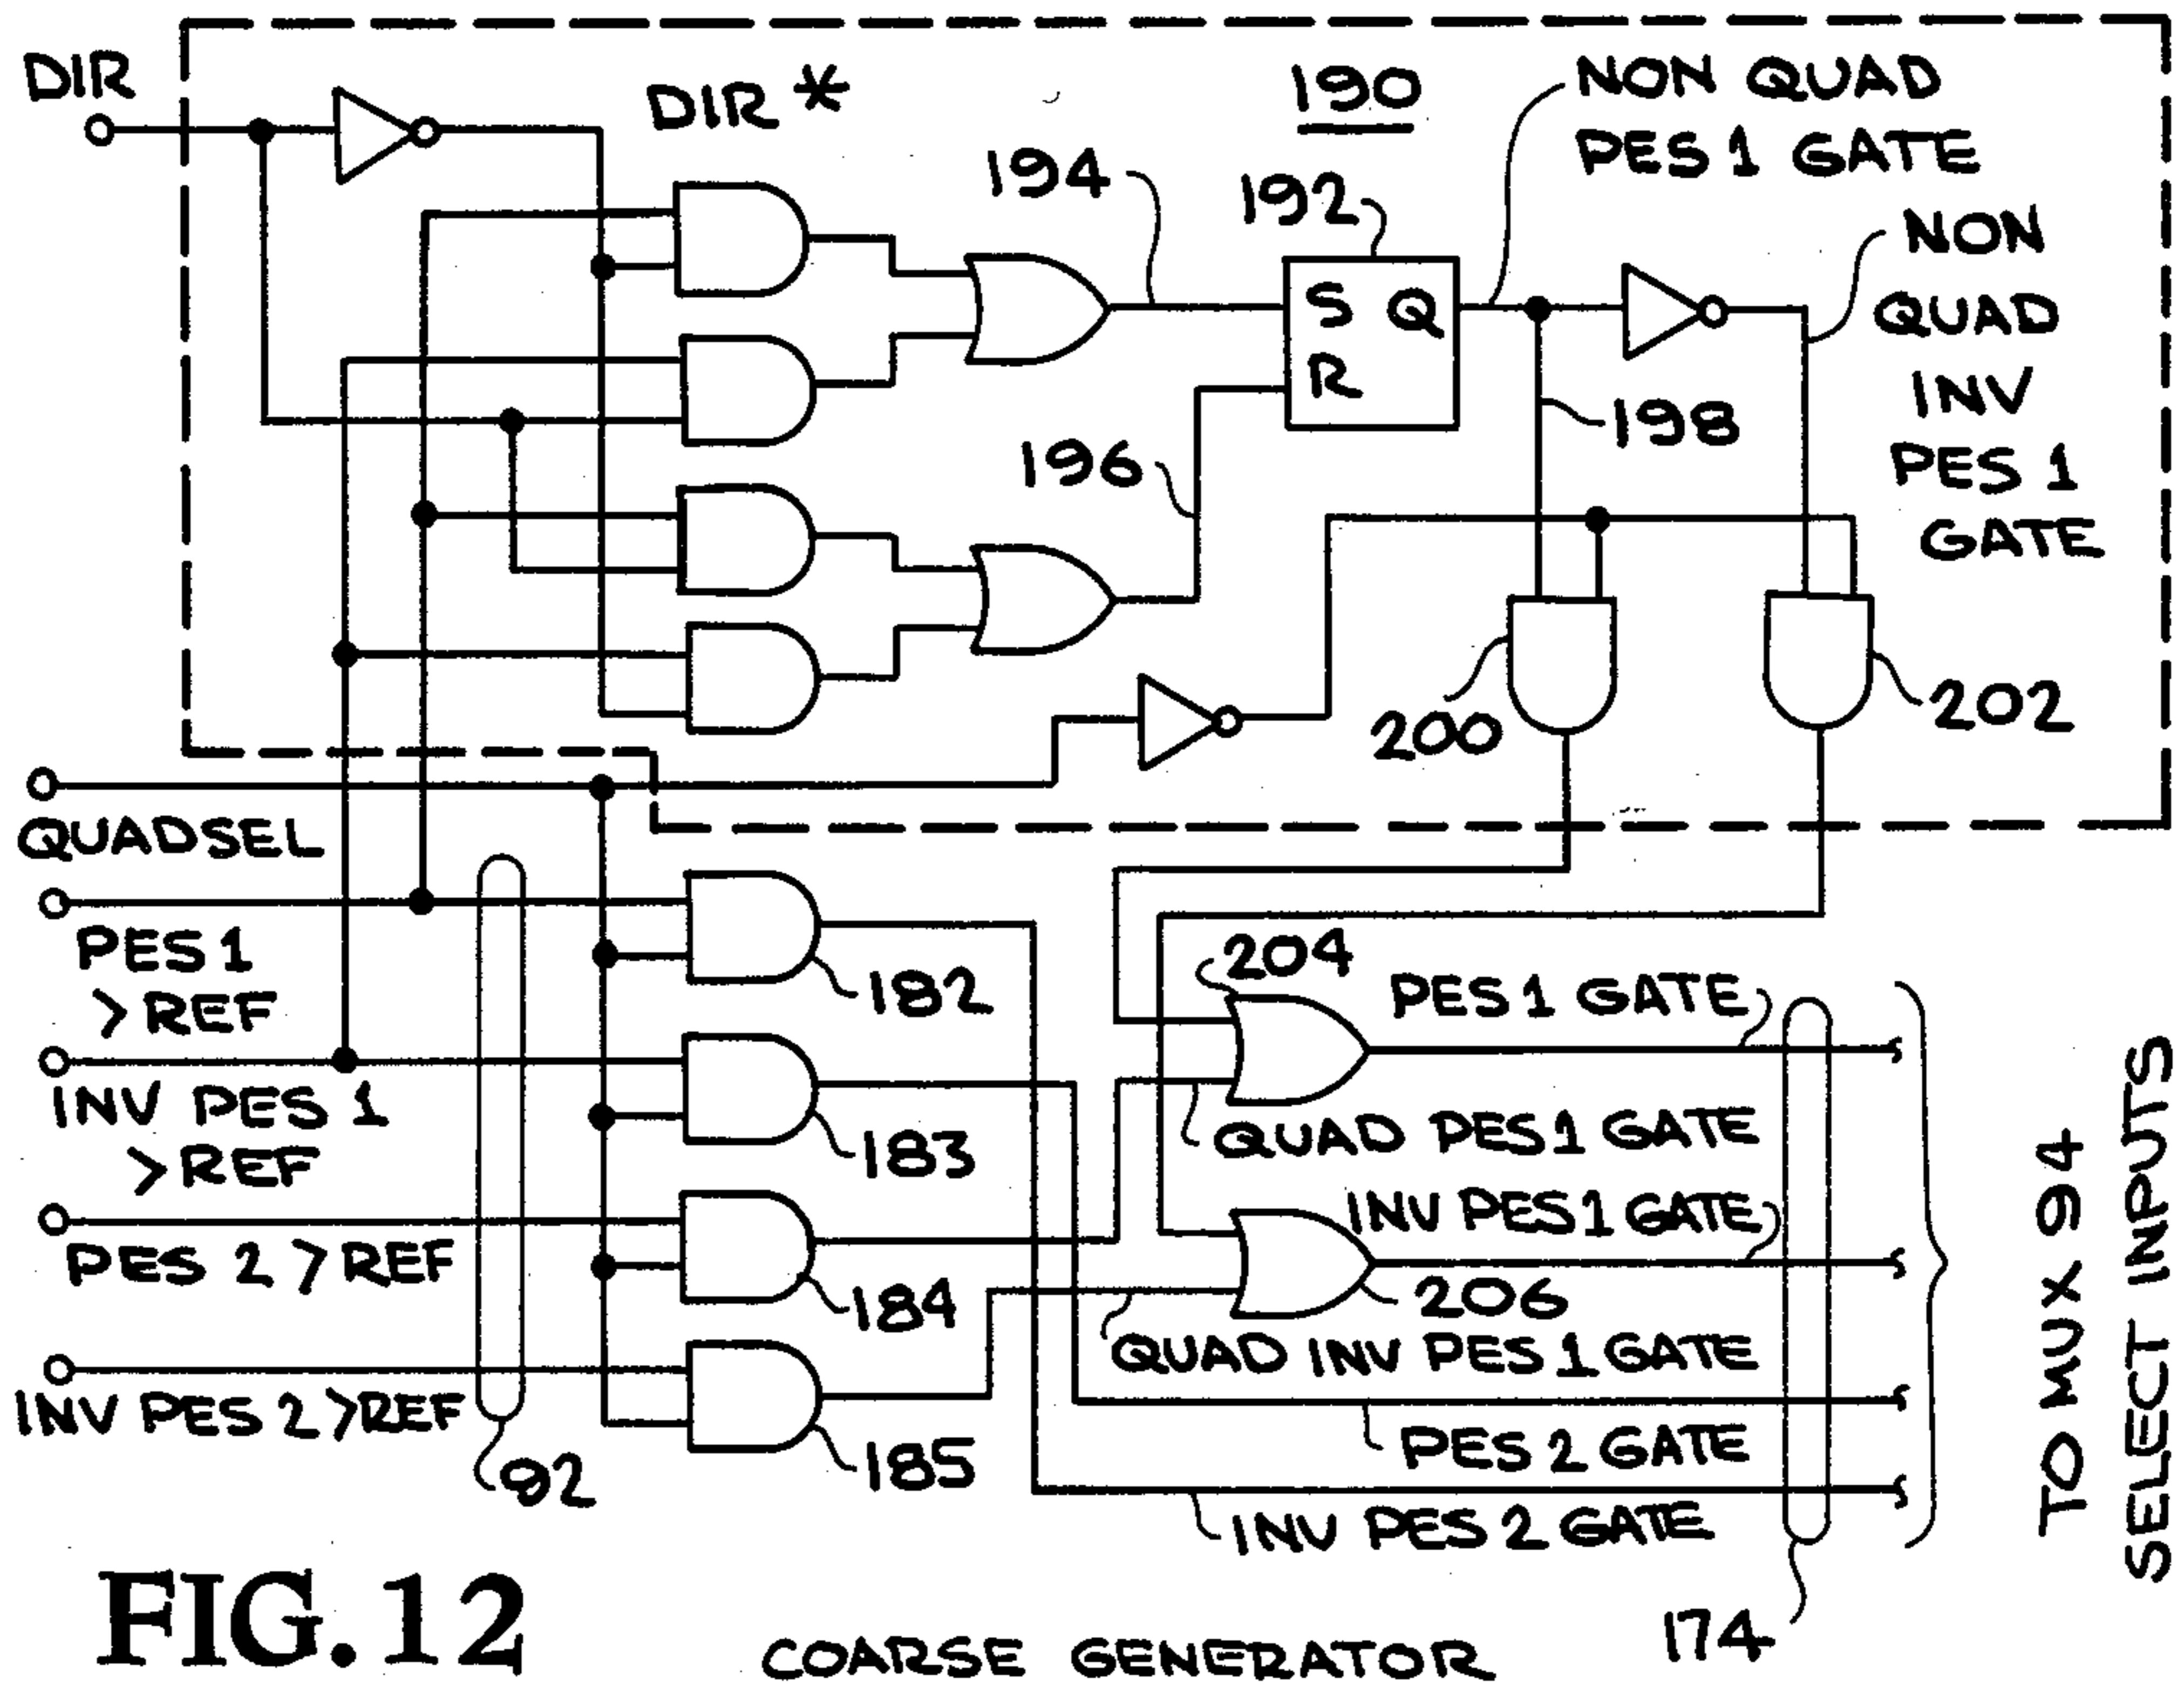 DIR
DIR *
190
NON QUAD
PES 1 GATE
194
192
NON
QUAD
INV
PES 1
GATE
S Q
R
198
196
200
202
QUADSEL
PES 1
> REF
182
204
PES 1 GATE
INV PES 1
> REF
183
QUAD PES 1 GATE
INV PES 1 GATE
PES 2 > REF
184
206
QUAD INV PES 1 GATE
INV PES 2 > REF
92
185
PES 2 GATE
INV PES 2 GATE
TO MUX 94
SELECT INPUTS
174
FIG. 12
COARSE GENERATOR